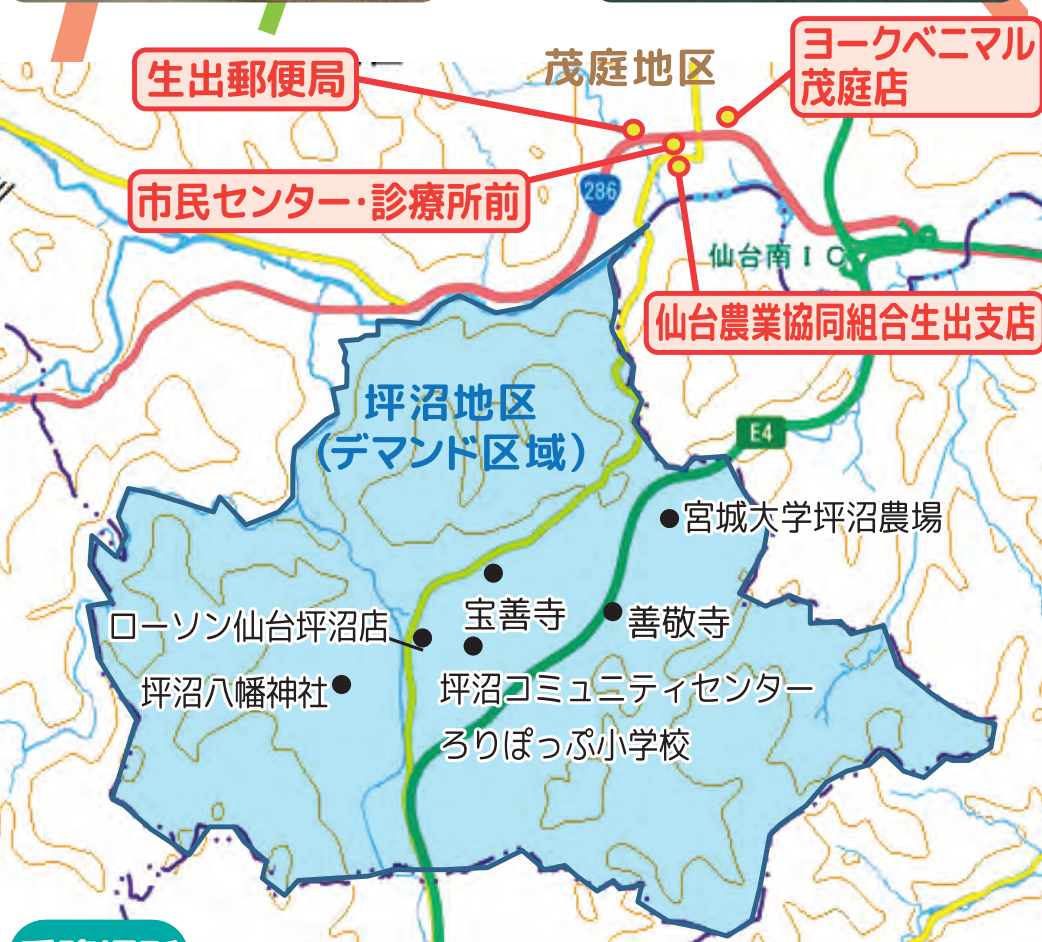 茂庭地区
ヨークベニマル
茂庭店
生出郵便局
市民センター・診療所前
286
仙台南IC
仙台農業協同組合生出支店
坪沼地区
(デマンド区域)
E4
宮城大学坪沼農場
宝善寺
善敬寺
ローソン仙台坪沼店
坪沼八幡神社
坪沼コミュニティセンター
ろりぽっぷ小学校